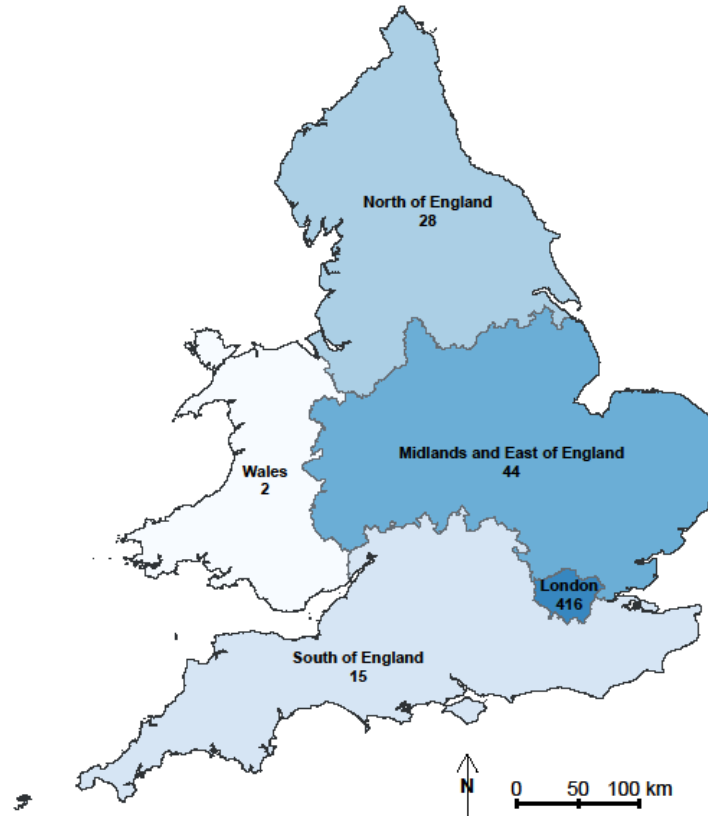 North of England
28
Midlands and East of England
44
Wales
2
London
416
South of England
15
N
0 50 100 km